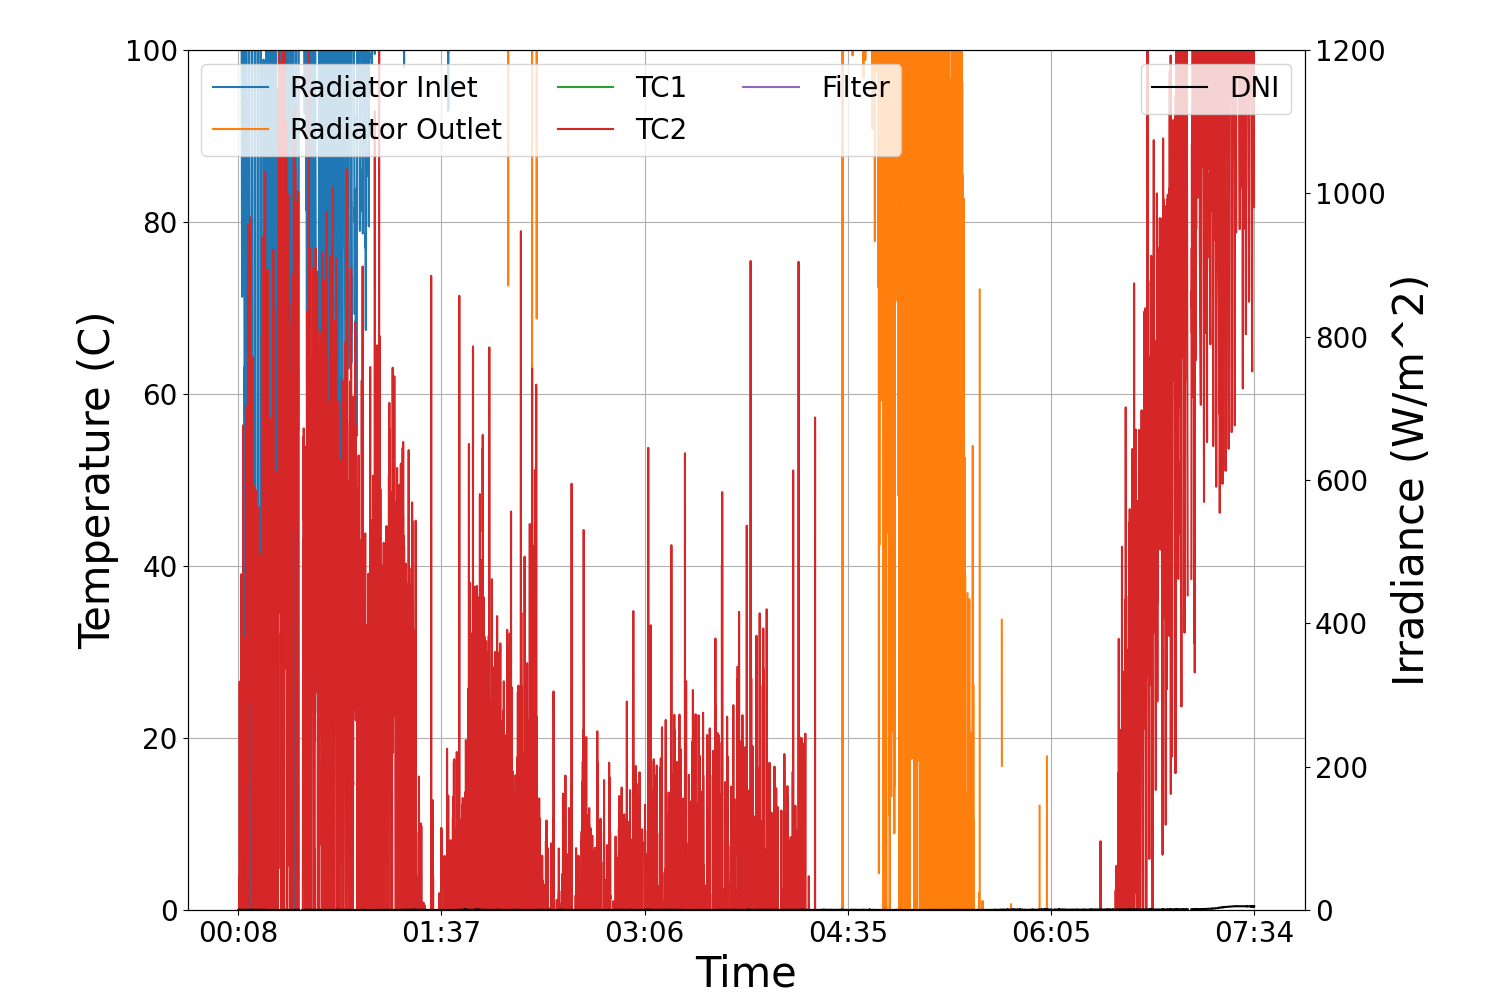 100
80
60
40
20
0
Temperature (C)
Radiator Inlet
Radiator Outlet
TC1
TC2
Filter
DNI
1200
1000
800
600
400
200
0
Irradiance (W/m^2)
00:08 01:37 03:06 04:35 06:05 07:34
Time